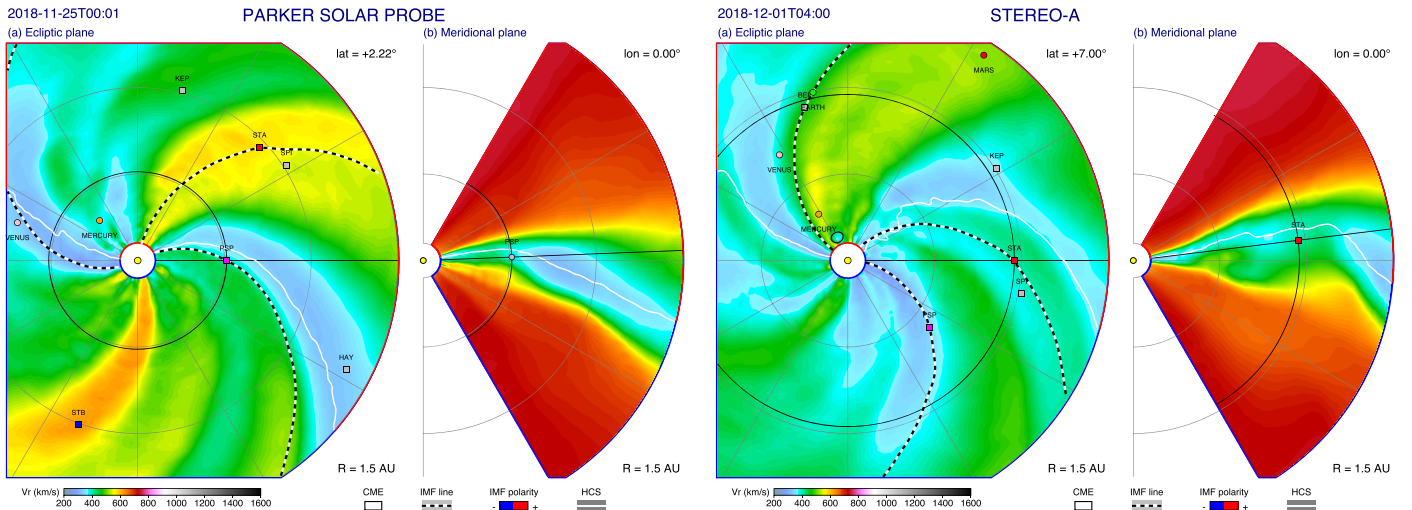 2018-11-25T00:01
PARKER SOLAR PROBE
(a) Ecliptic plane
(b) Meridional plane
lat = +2.22°
lon = 0.00°
KEP
STA
SPI
VENUS
MERCURY
PSP
PSP
HAY
STB
R = 1.5 AU
R = 1.5 AU
Vr (km/s)
200 400 600 800 1000 1200 1400 1600
CME
IMF line
IMF polarity
- +
HCS
2018-12-01T04:00
STEREO-A
(a) Ecliptic plane
(b) Meridional plane
lat = +7.00°
lon = 0.00°
MARS
EARTH
VENUS
KEP
MERCURY
STA
STA
SPI
PSP
R = 1.5 AU
R = 1.5 AU
Vr (km/s)
200 400 600 800 1000 1200 1400 1600
CME
IMF line
IMF polarity
- +
HCS